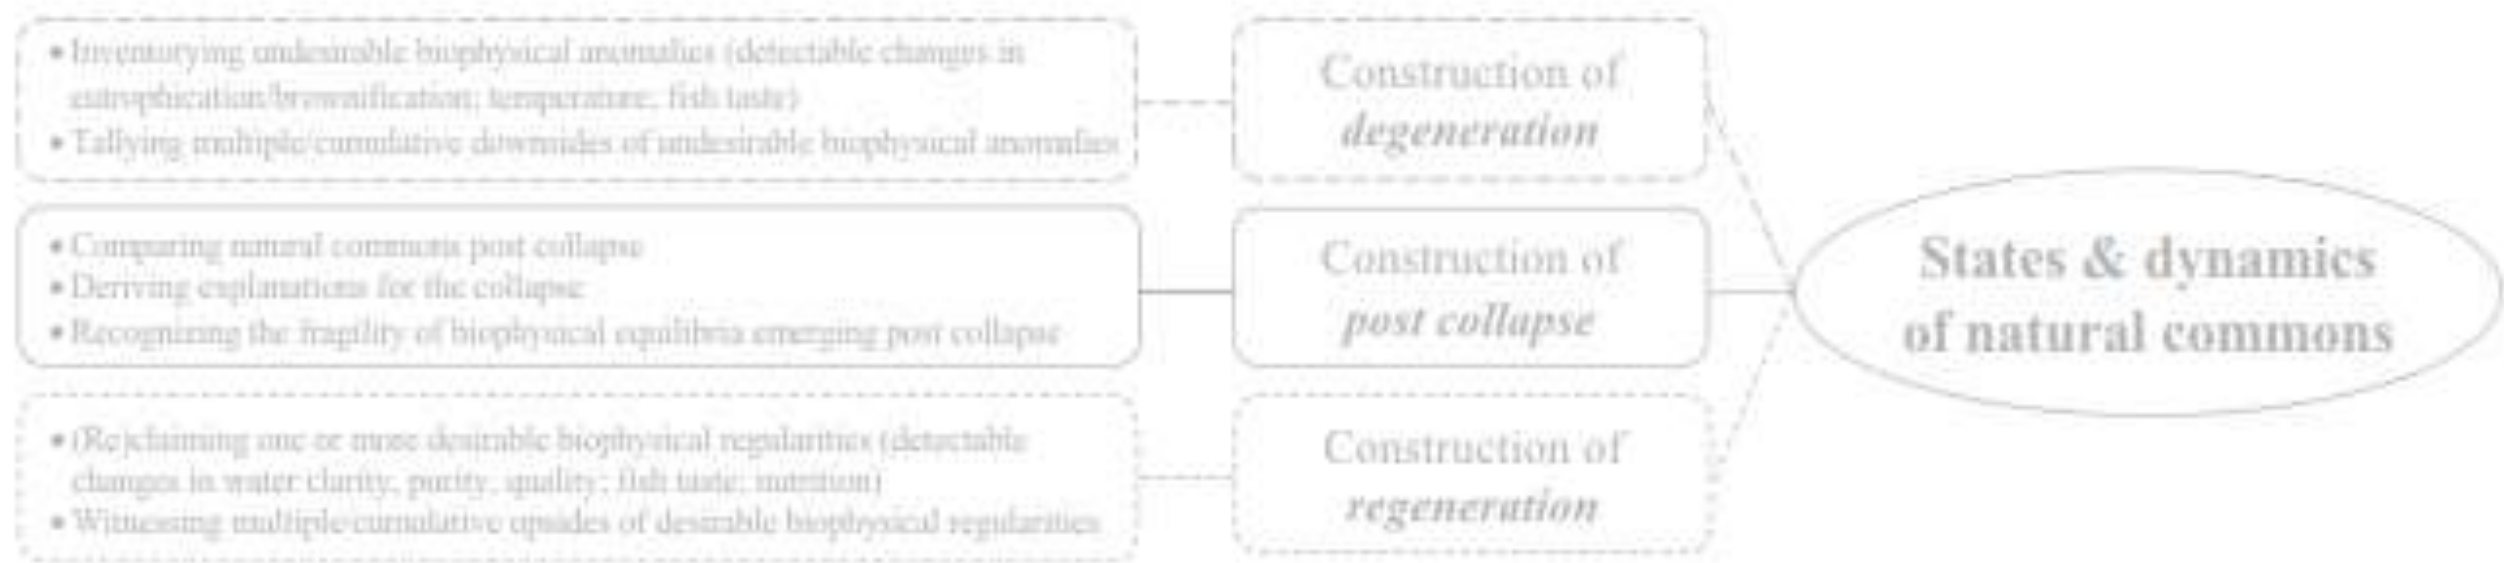 • Inventorying undesirable biophysical anomalies (detectable changes in
eutrophication/brownification; temperature; fish taste)
• Tallying multiple/cumulative downsides of undesirable biophysical anomalies
Construction of
degeneration
• Comparing natural commons post collapse
• Deriving explanations for the collapse
• Recognizing the fragility of biophysical equilibria emerging post collapse
Construction of
post collapse
• (Re)claiming one or more desirable biophysical regularities (detectable
changes in water clarity, purity, quality; fish taste; nutrition)
• Witnessing multiple/cumulative upsides of desirable biophysical regularities
Construction of
regeneration
States & dynamics
of natural commons